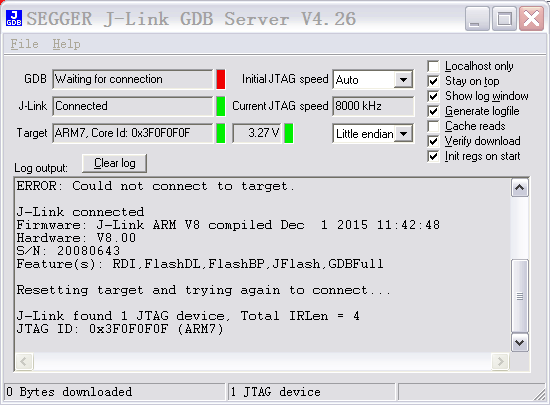 SEGGER J-Link GDB Server V4.26
File Help
GDB Waiting for connection Initial JTAG speed Auto Localhost only
Stay on top
J-Link Connected Current JTAG speed 8000 kHz Show log window
Generate logfile
Target ARM7, Core Id: 0x3F0F0F0F 3.27 V Little endian Cache reads
Verify download
Init regs on start
Log output: Clear log
ERROR: Could not connect to target.
J-Link connected
Firmware: J-Link ARM V8 compiled Dec  1 2015 11:42:48
Hardware: V8.00
S/N: 20080643
Feature(s): RDI,FlashDL,FlashBP,JFlash,GDBFull
Resetting target and trying again to connect...
J-Link found 1 JTAG device, Total IRLen = 4
JTAG ID: 0x3F0F0F0F (ARM7)
0 Bytes downloaded 1 JTAG device